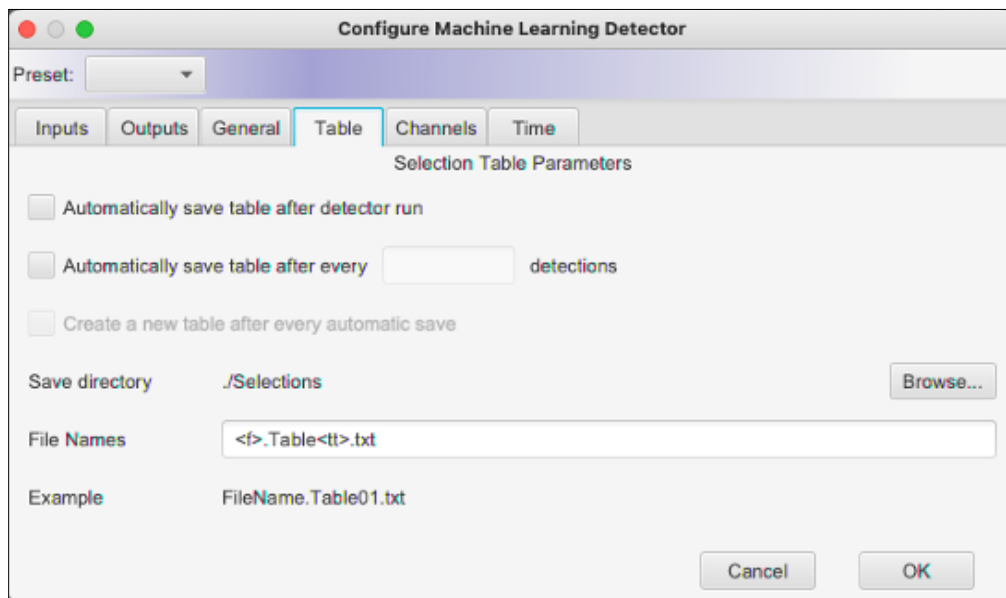 Configure Machine Learning Detector
Preset:
Inputs Outputs General Table Channels Time
Selection Table Parameters
Automatically save table after detector run
Automatically save table after every detections
Create a new table after every automatic save
Save directory ./Selections Browse...
File Names <f>.Table<tt>.txt
Example FileName.Table01.txt
Cancel OK